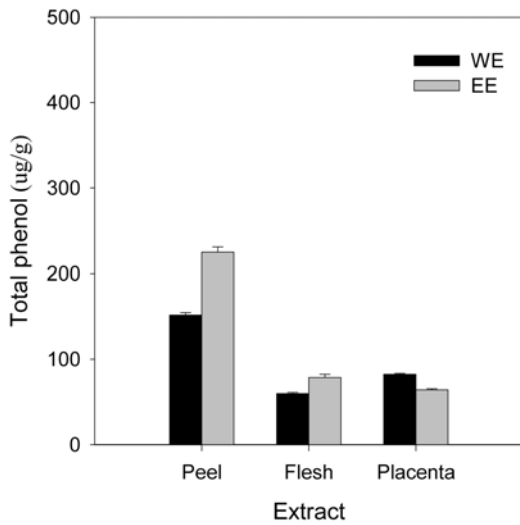 500
400
300
200
100
0
Total phenol (ug/g)
WE
EE
Peel Flesh Placenta
Extract